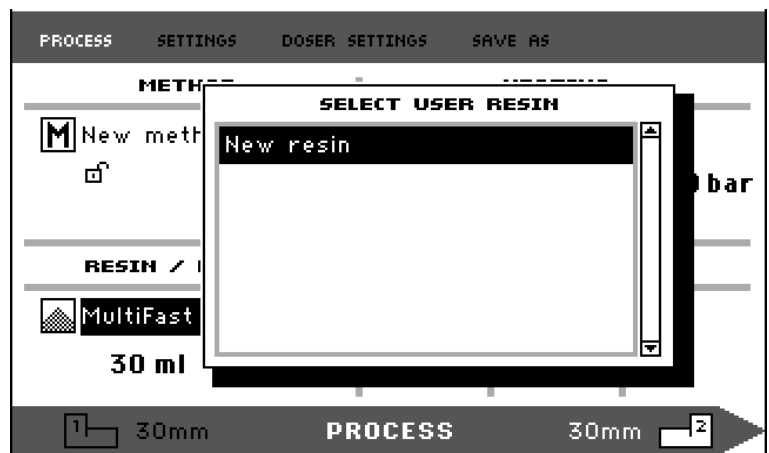 PROCESS SETTINGS DOSER SETTINGS SAVE AS
SELECT USER RESIN
New resin
New
bar
RESIN /
MultiFast
30 ml
1 30mm PROCESS 30mm 2